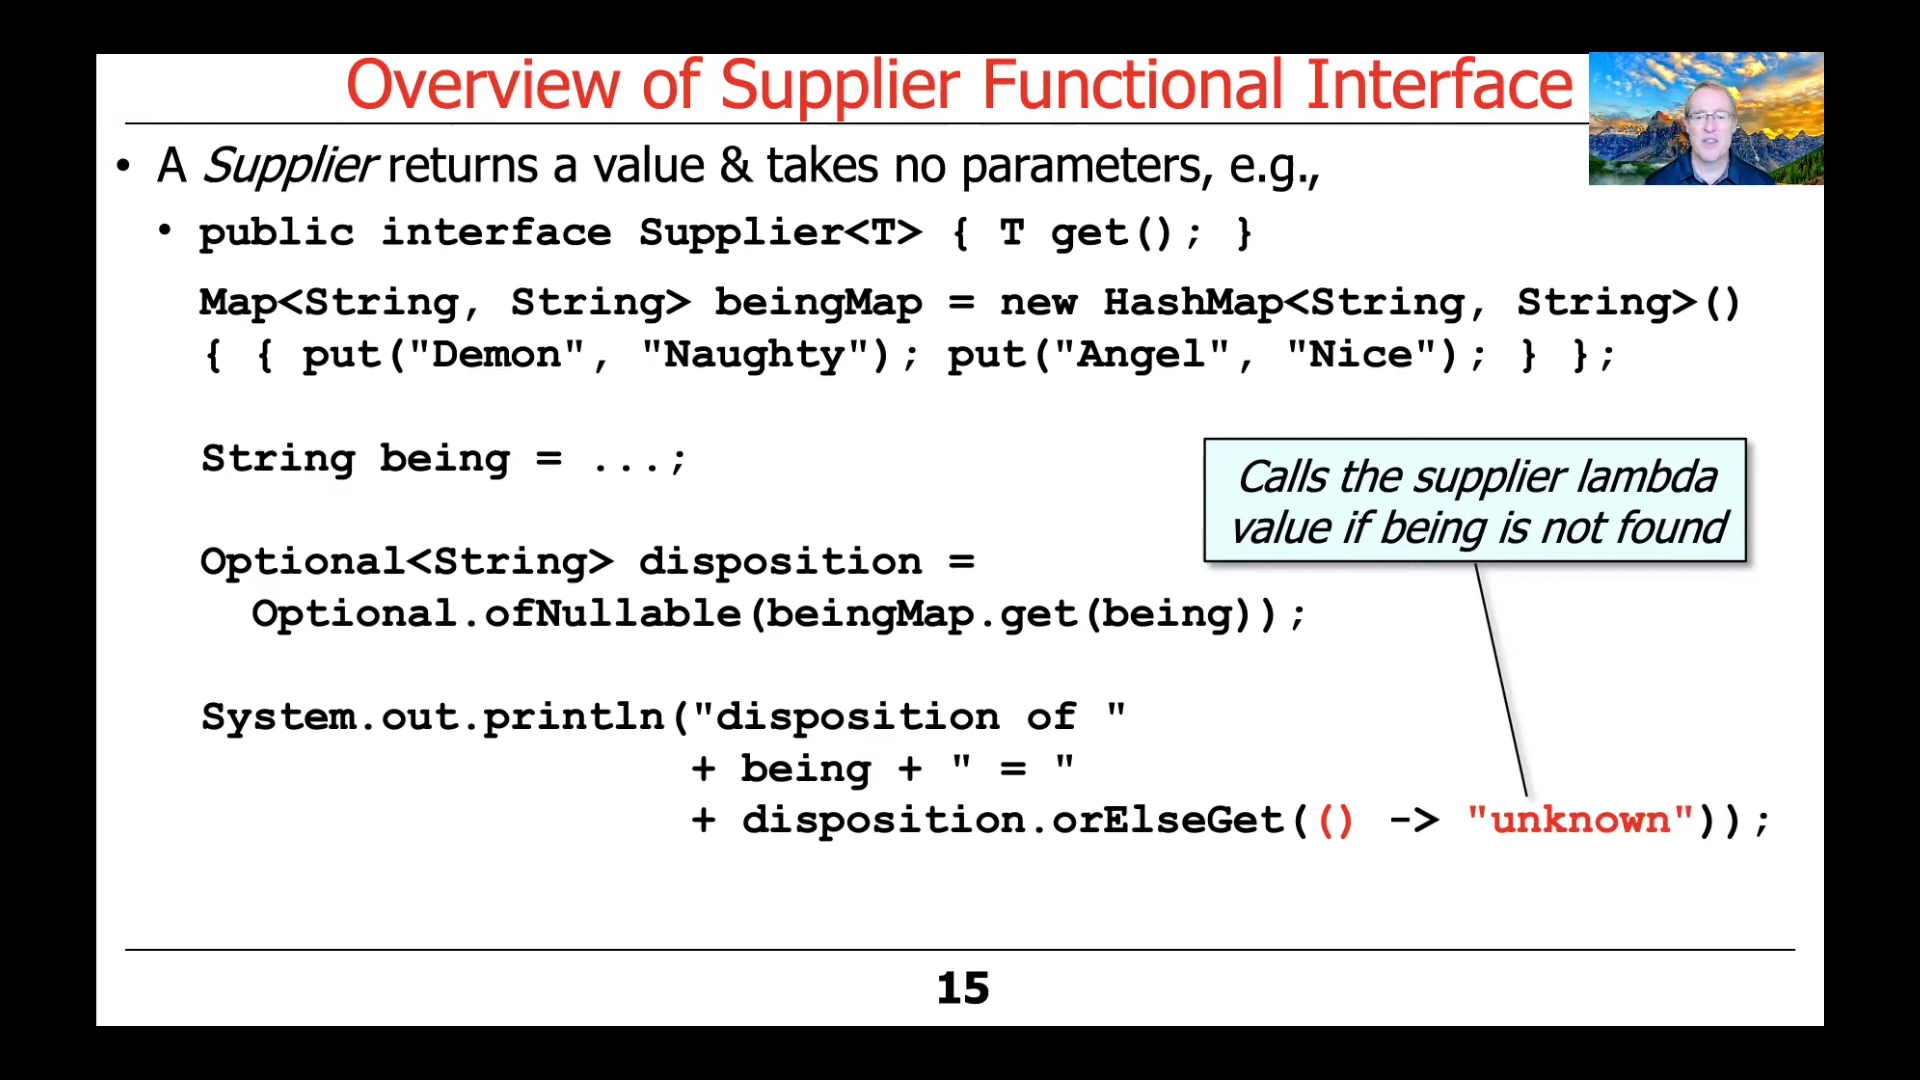 Overview of Supplier Functional Interface
• A Supplier returns a value & takes no parameters, e.g.,
• public interface Supplier<T> { T get(); }
Map<String, String> beingMap = new HashMap<String, String>()
{ { put("Demon", "Naughty"); put("Angel", "Nice"); } };
String being = ...;
Calls the supplier lambda
value if being is not found
Optional<String> disposition =
Optional.ofNullable(beingMap.get(being));
System.out.println("disposition of "
+ being + " = "
+ disposition.orElseGet(() -> "unknown"));
15